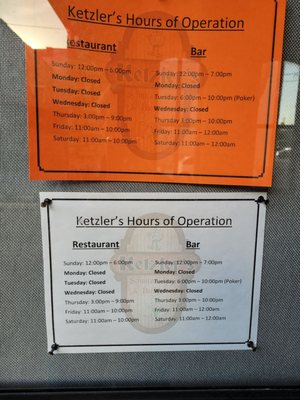 Ketzler's Hours of Operation
Restaurant Bar
Sunday: 12:00pm – 6:00pm Sunday: 12:00pm – 7:00pm
Monday: Closed Monday: Closed
Tuesday: Closed Tuesday: 6:00pm – 10:00pm (Poker)
Wednesday: Closed Wednesday: Closed
Thursday: 3:00pm – 9:00pm Thursday: 3:00pm – 10:00pm
Friday: 11:00am – 10:00pm Friday: 11:00am – 12:00am
Saturday: 11:00am – 10:00pm Saturday: 11:00am – 12:00am
Ketzler's Hours of Operation
Restaurant Bar
Sunday: 12:00pm – 6:00pm Sunday: 12:00pm – 7:00pm
Monday: Closed Monday: Closed
Tuesday: Closed Tuesday: 6:00pm – 10:00pm (Poker)
Wednesday: Closed Wednesday: Closed
Thursday: 3:00pm – 9:00pm Thursday: 3:00pm – 10:00pm
Friday: 11:00am – 10:00pm Friday: 11:00am – 12:00am
Saturday: 11:00am – 10:00pm Saturday: 11:00am – 12:00am